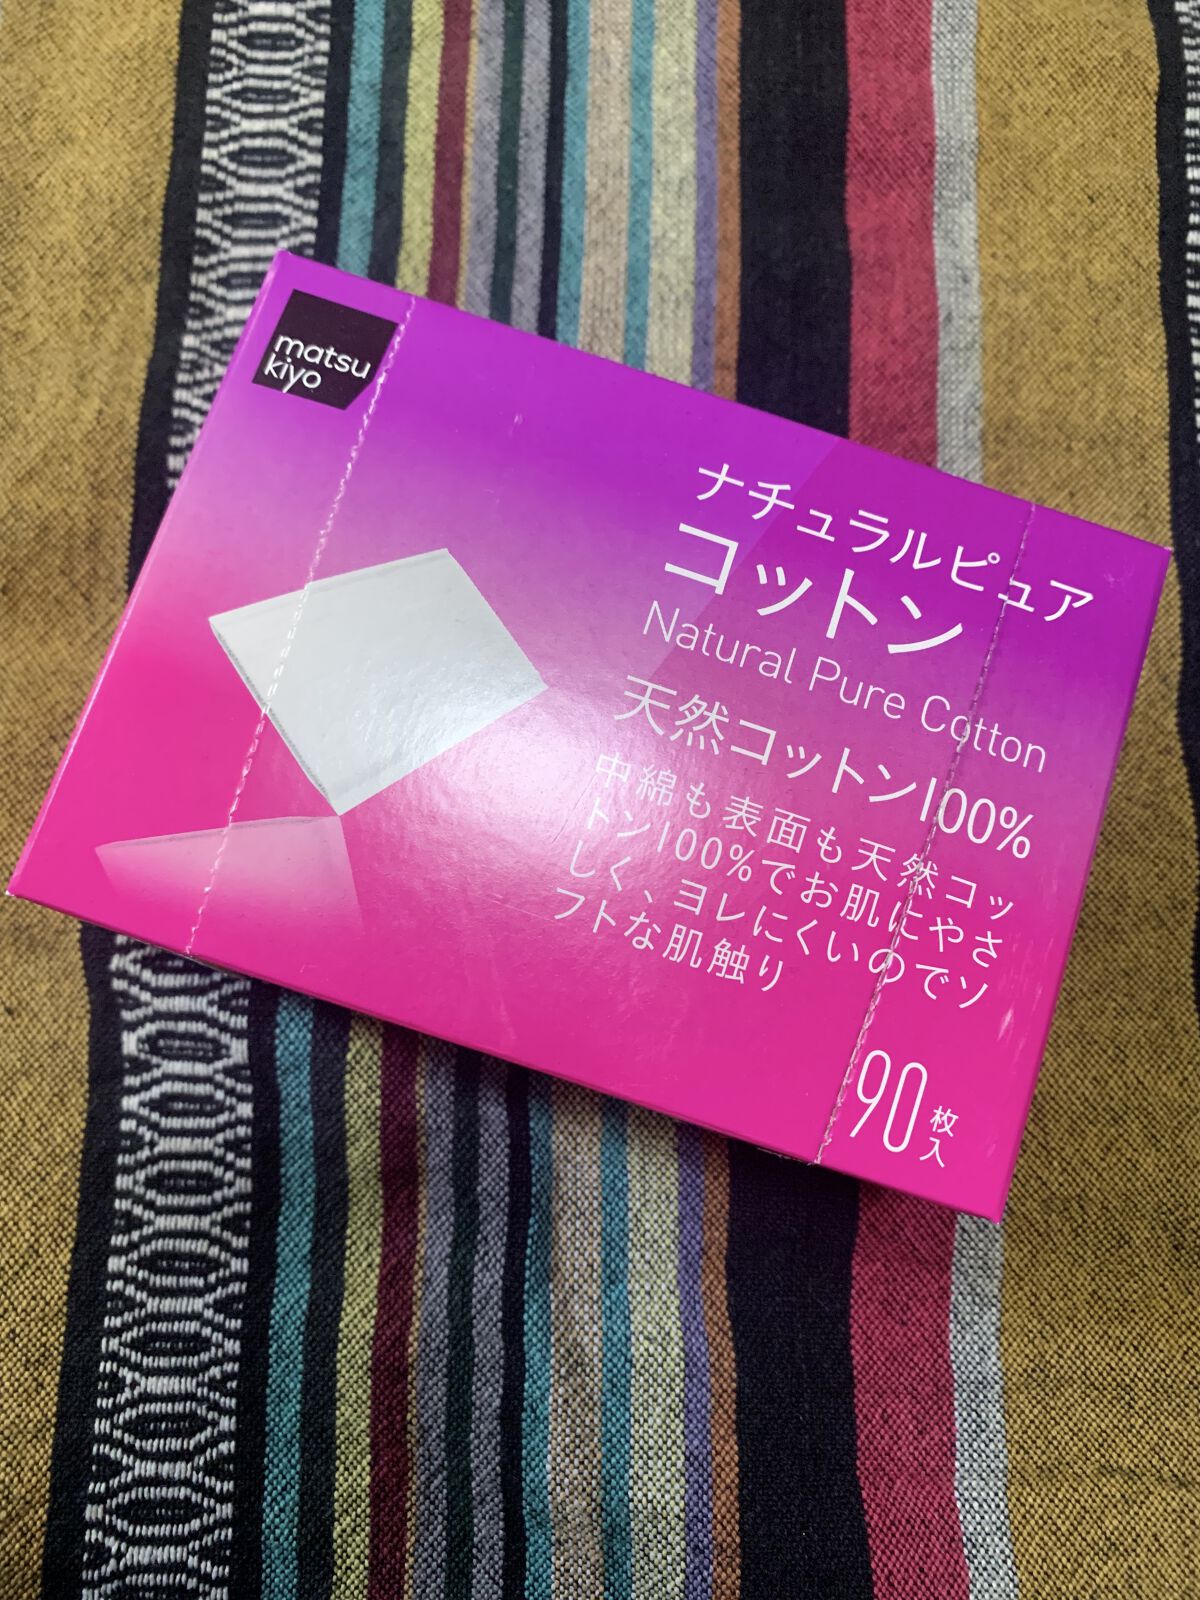 matsu
kiyo
ナチュラルピュア
コットン
Natural Pure Cotton
天然コットン100%
中綿も表面も天然コッ
トン100%でお肌にやさ
しく、ヨレにくいのでソ
フトな肌触り
90枚入